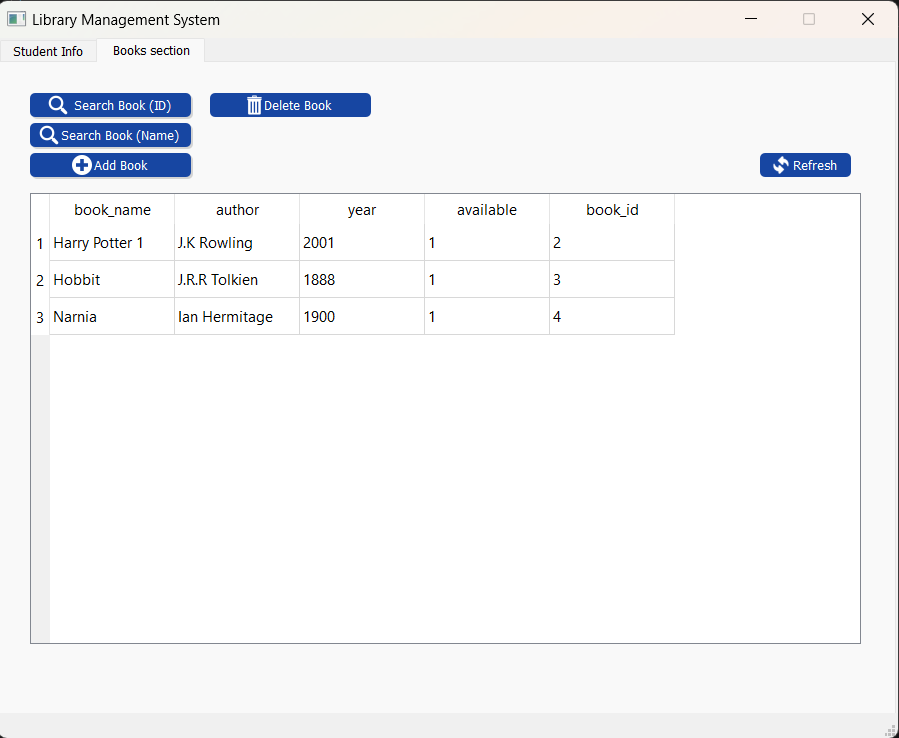 Library Management System
Student Info Books section
Search Book (ID) Delete Book
Search Book (Name)
Add Book Refresh
book_name author year available book_id
1 Harry Potter 1 J.K Rowling 2001 1 2
2 Hobbit J.R.R Tolkien 1888 1 3
3 Narnia Ian Hermitage 1900 1 4